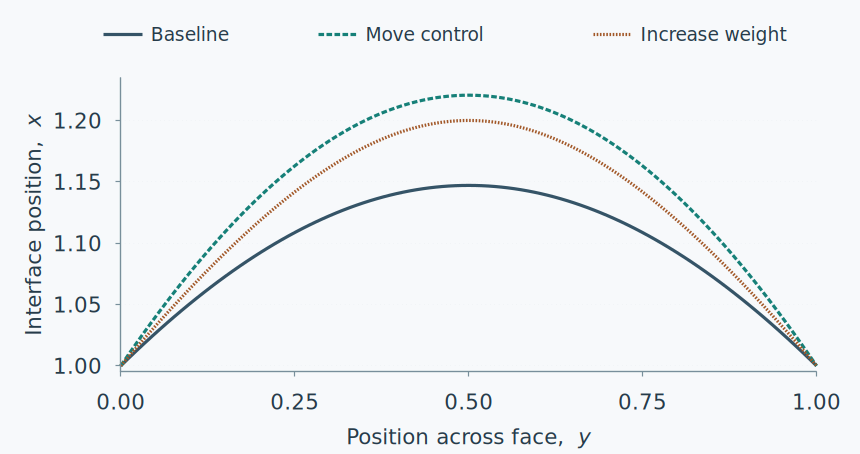 Baseline Move control Increase weight
Interface position, x
1.20
1.15
1.10
1.05
1.00
0.00 0.25 0.50 0.75 1.00
Position across face, y